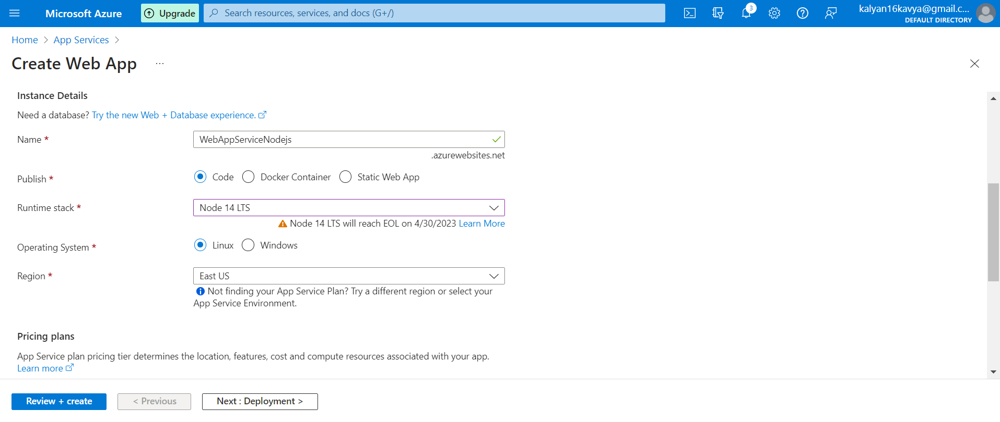 Microsoft Azure
Upgrade
Search resources, services, and docs (G+/)
3
kalyan16kavya@gmail.c...
DEFAULT DIRECTORY
Home > App Services >
Create Web App ...
Instance Details
Need a database? Try the new Web + Database experience.
Name *
WebAppServiceNodejs
.azurewebsites.net
Publish *
Code Docker Container Static Web App
Runtime stack *
Node 14 LTS
Node 14 LTS will reach EOL on 4/30/2023 Learn More
Operating System *
Linux Windows
Region *
East US
Not finding your App Service Plan? Try a different region or select your
App Service Environment.
Pricing plans
App Service plan pricing tier determines the location, features, cost and compute resources associated with your app.
Learn more
Review + create
< Previous
Next : Deployment >